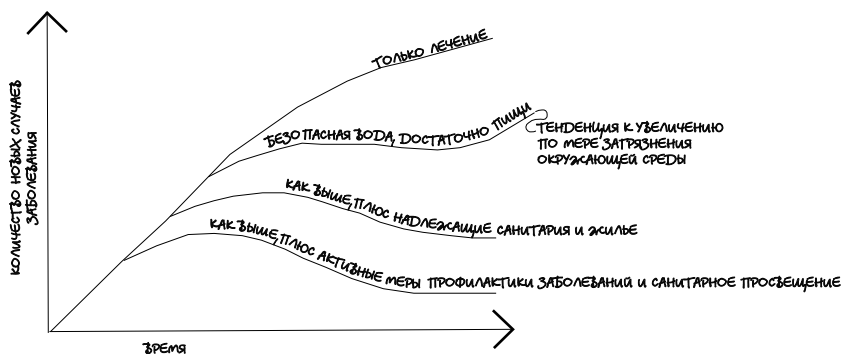 КОЛИЧЕСТВО НОВЫХ СЛУЧАЕВ
ЗАБОЛЕВАНИЯ
ТОЛЬКО ЛЕЧЕНИЕ
БЕЗОПАСНАЯ ВОДА, ДОСТАТОЧНО ПИЩИ
ТЕНДЕНЦИЯ К УВЕЛИЧЕНИЮ
ПО МЕРЕ ЗАГРЯЗНЕНИЯ
ОКРУЖАЮЩЕЙ СРЕДЫ
КАК ВЫШЕ, ПЛЮС НАДЛЕЖАЩИЕ САНИТАРИЯ И ЖИЛЬЕ
КАК ВЫШЕ, ПЛЮС АКТИВНЫЕ МЕРЫ ПРОФИЛАКТИКИ ЗАБОЛЕВАНИЙ И САНИТАРНОЕ ПРОСВЕЩЕНИЕ
ВРЕМЯ